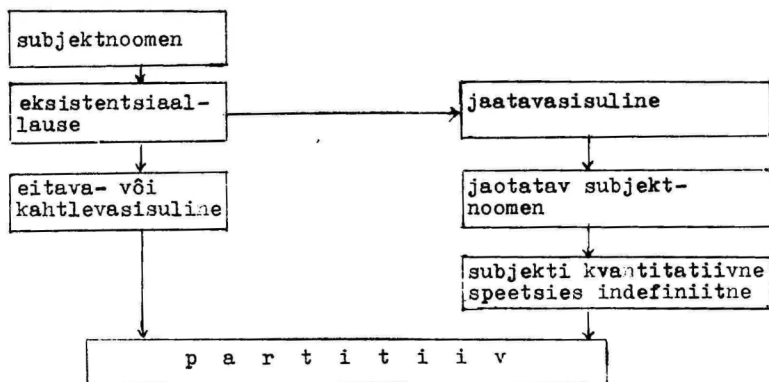 subjektnoomen
eksistentsiaal-
lause
jaatavasisuline
eitava- või
kahtlevasisuline
jaotatav subjekt-
noomen
subjekti kvantitatiivne
speetsies indefiniitne
p a r t i t i i v